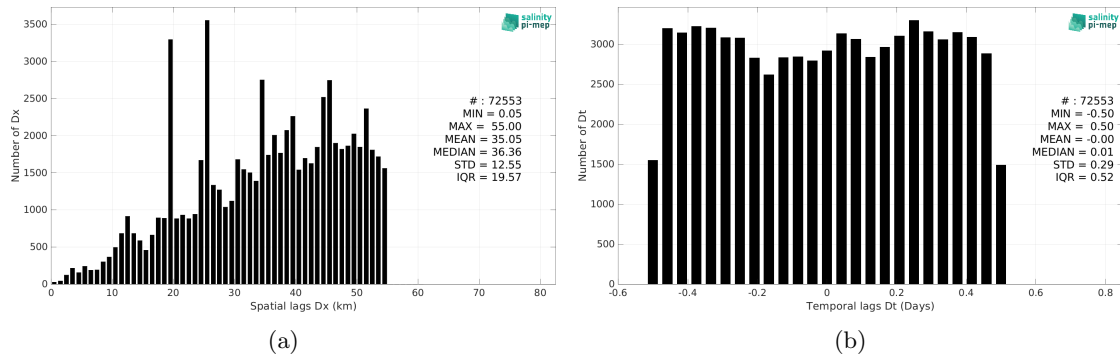 salinity
pi-mep
3500
3000
2500
2000
1500
1000
500
0
Number of Dx
# : 72553
MIN = 0.05
MAX = 55.00
MEAN = 35.05
MEDIAN = 36.36
STD = 12.55
IQR = 19.57
0 10 20 30 40 50 60 70 80
Spatial lags Dx (km)
(a)
salinity
pi-mep
3000
2500
2000
1500
1000
500
0
Number of Dt
# : 72553
MIN = -0.50
MAX = 0.50
MEAN = -0.00
MEDIAN = 0.01
STD = 0.29
IQR = 0.52
-0.6 -0.4 -0.2 0 0.2 0.4 0.6 0.8
Temporal lags Dt (Days)
(b)